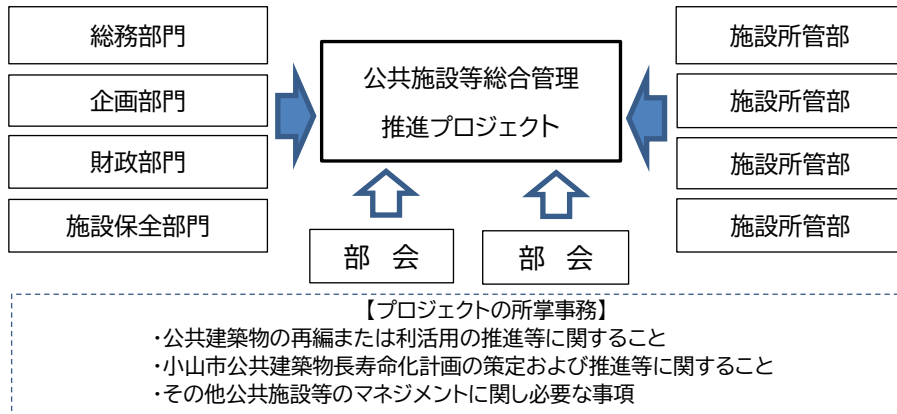 総務部門
企画部門
財政部門
施設保全部門
公共施設等総合管理
推進プロジェクト
施設所管部
施設所管部
施設所管部
施設所管部
部　会
部　会
【プロジェクトの所掌事務】
・公共建築物の再編または利活用の推進等に関すること
・小山市公共建築物長寿命化計画の策定および推進等に関すること
・その他公共施設等のマネジメントに関し必要な事項